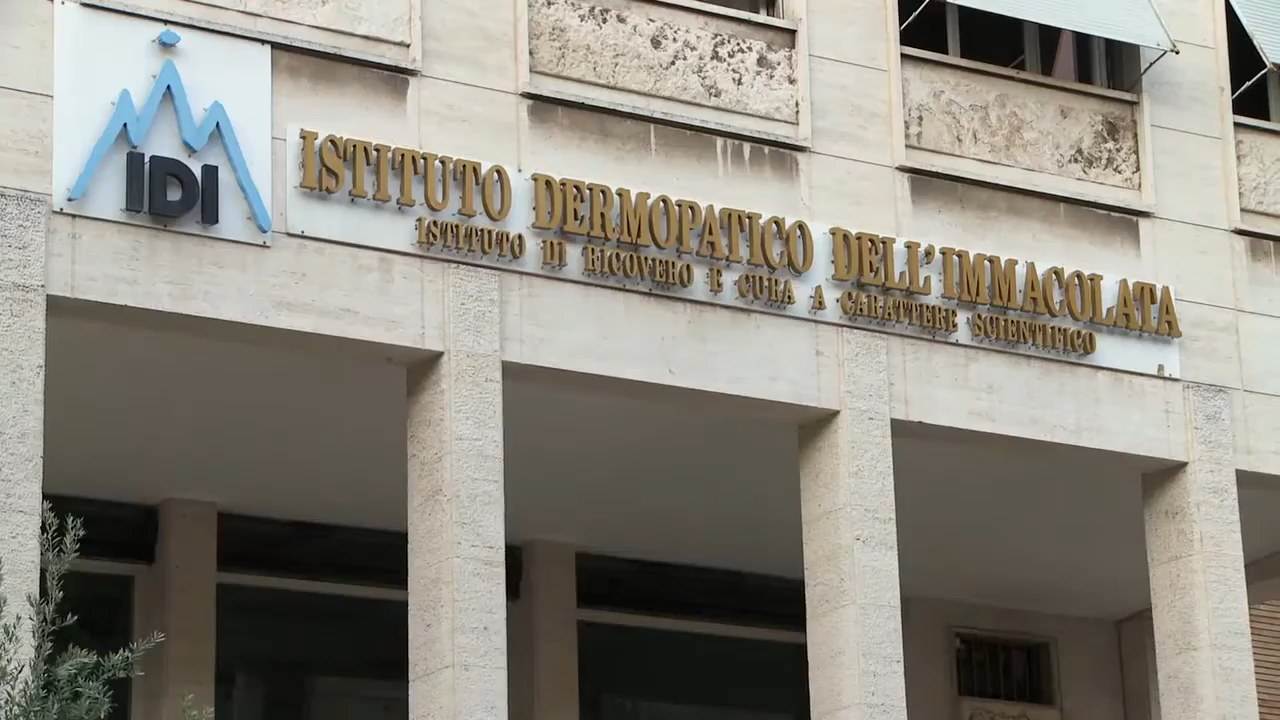 IDI
ISTITUTO DERMOPATICO DELL'IMMACOLATA
ISTITUTO DI RICOVERO E CURA A CARATTERE SCIENTIFICO